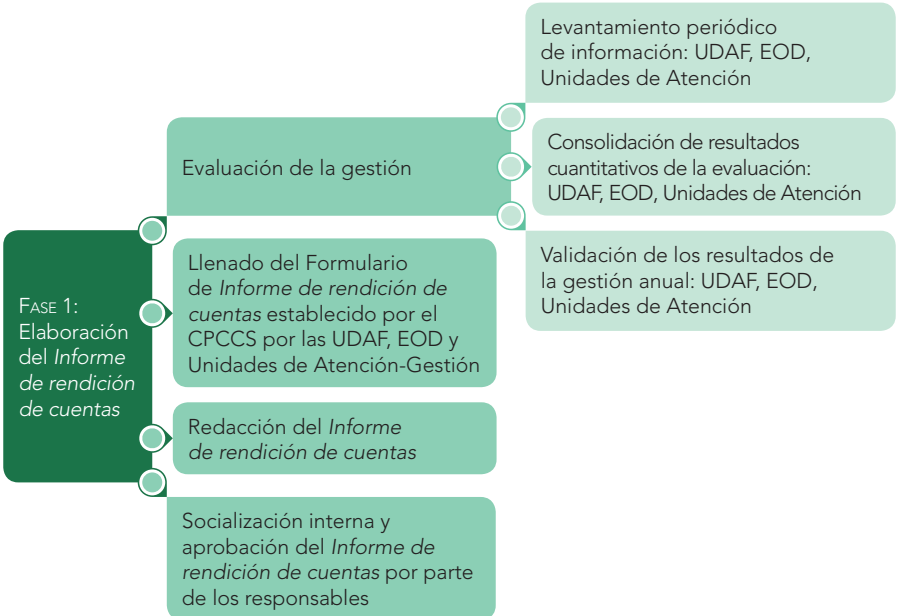 FASE 1:
Elaboración
del Informe
de rendición
de cuentas
Evaluación de la gestión
Levantamiento periódico
de información: UDAF, EOD,
Unidades de Atención
Consolidación de resultados
cuantitativos de la evaluación:
UDAF, EOD, Unidades de Atención
Validación de los resultados de
la gestión anual: UDAF, EOD,
Unidades de Atención
Llenado del Formulario
de Informe de rendición de
cuentas establecido por el
CPCCS por las UDAF, EOD y
Unidades de Atención-Gestión
Redacción del Informe
de rendición de cuentas
Socialización interna y
aprobación del Informe de
rendición de cuentas por parte
de los responsables